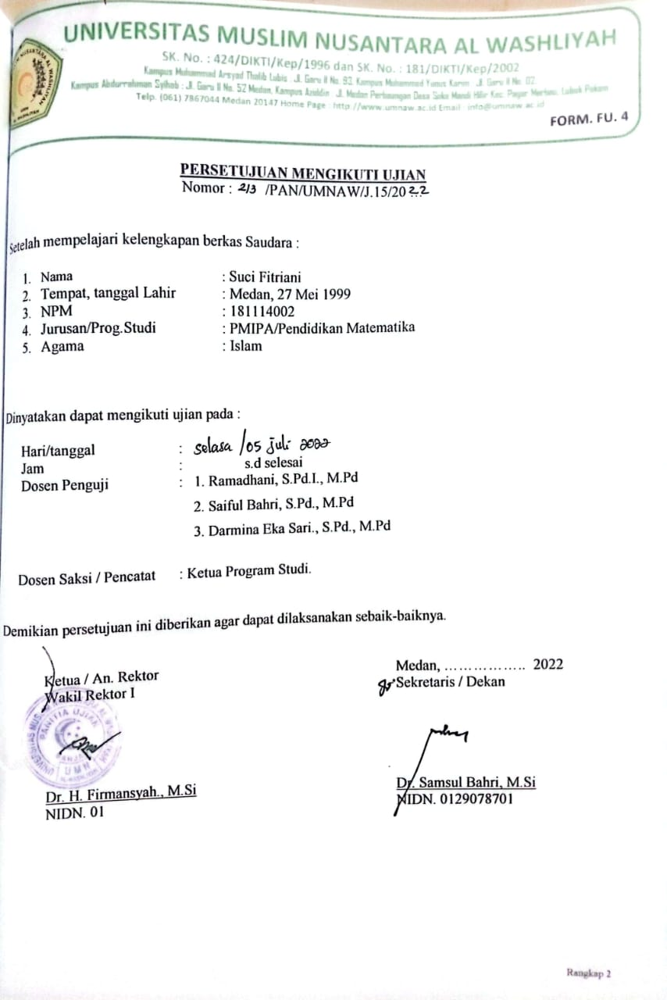 UNIVERSITAS MUSLIM NUSANTARA AL WASHLIYAH
SK. No. : 424/DIKTI/Kep/1996 dan SK. No. : 181/DIKTI/Kep/2002
Kampus Muhammad Arsyad Thalib Lubis : Jl. Garu II No. 93, Kampus Muhammad Yunus Karim : Jl. Garu II No. 02,
Kampus Abdurrahman Syihab : Jl. Garu II No. 52 Medan, Kampus Azuddin : Jl. Medan Perbaungan Desa Suka Mandi Hilir Kec. Pagar Merbau, Lubuk Pakam
Telp. (061) 7867044 Medan 20147 Home Page : http://www.umnaw.ac.id Email : info@umnaw.ac.id
FORM. FU. 4
PERSETUJUAN MENGIKUTI UJIAN
Nomor : 213 /PAN/UMNAW/J.15/2022
Setelah mempelajari kelengkapan berkas Saudara :
1. Nama : Suci Fitriani
2. Tempat, tanggal Lahir : Medan, 27 Mei 1999
3. NPM : 181114002
4. Jurusan/Prog.Studi : PMIPA/Pendidikan Matematika
5. Agama : Islam
Dinyatakan dapat mengikuti ujian pada :
Hari/tanggal : Selasa /05 juli 2022
Jam : s.d selesai
Dosen Penguji : 1. Ramadhani, S.Pd.I., M.Pd
2. Saiful Bahri, S.Pd., M.Pd
3. Darmina Eka Sari., S.Pd., M.Pd
Dosen Saksi / Pencatat : Ketua Program Studi.
Demikian persetujuan ini diberikan agar dapat dilaksanakan sebaik-baiknya.
Medan, ................. 2022
Ketua / An. Rektor Sekretaris / Dekan
Wakil Rektor I
PANITIA UJIAN
UMN
Dr. H. Firmansyah., M.Si Dr. Samsul Bahri, M.Si
NIDN. 01 NIDN. 0129078701
Rangkap 2